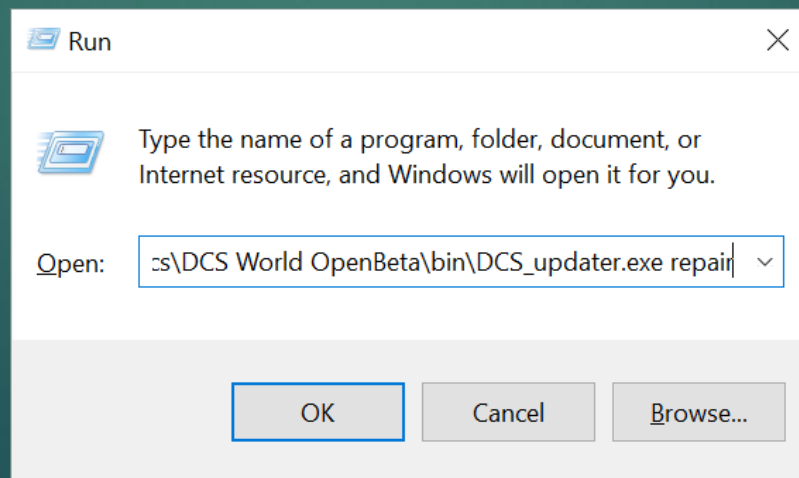 Run
Type the name of a program, folder, document, or
Internet resource, and Windows will open it for you.
Open:
cs\DCS World OpenBeta\bin\DCS_updater.exe repair
OK
Cancel
Browse...